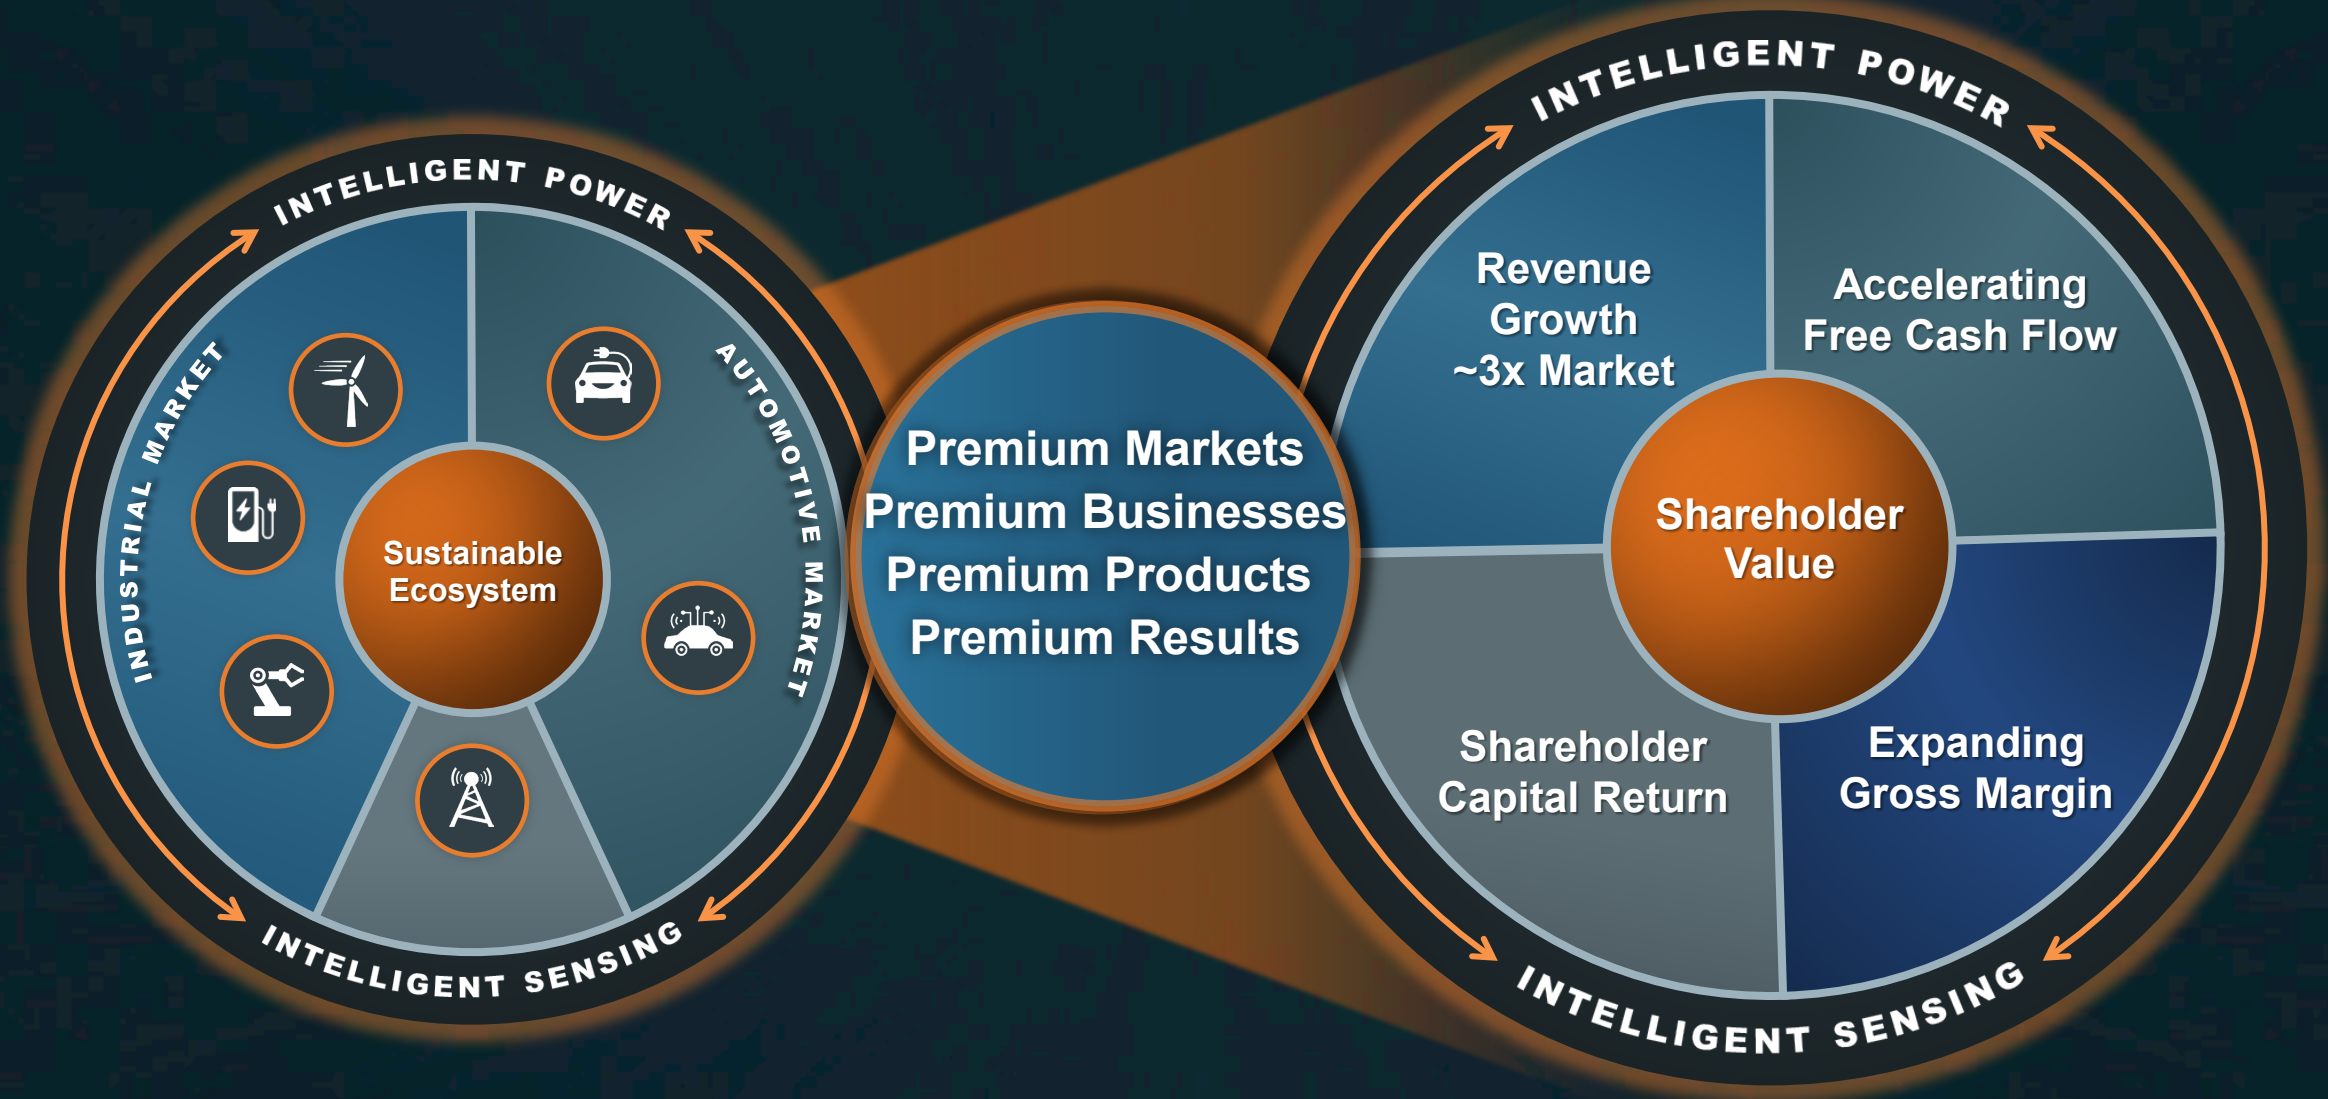 INTELLIGENT POWER
INDUSTRIAL MARKET
AUTOMOTIVE MARKET
Sustainable
Ecosystem
INTELLIGENT SENSING
Premium Markets
Premium Businesses
Premium Products
Premium Results
INTELLIGENT POWER
Revenue
Growth
~3x Market
Accelerating
Free Cash Flow
Shareholder
Value
Shareholder
Capital Return
Expanding
Gross Margin
INTELLIGENT SENSING